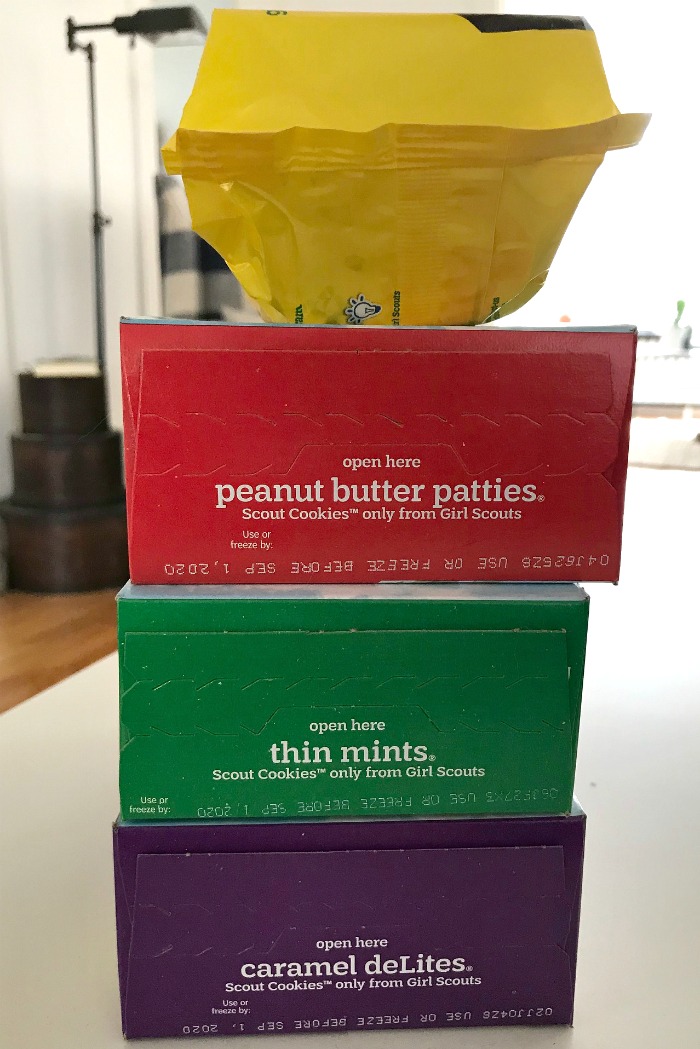 open here
peanut butter patties®
Scout Cookies™ only from Girl Scouts
Use or
freeze by:
USE OR FREEZE BEFORE SEP 1,2020
open here
thin mints®
Scout Cookies™ only from Girl Scouts
Use or
freeze by:
USE OR FREEZE BEFORE SEP 1,2020
open here
caramel deLites®
Scout Cookies™ only from Girl Scouts
Use or
freeze by:
USE OR FREEZE BEFORE SEP 1, 2020